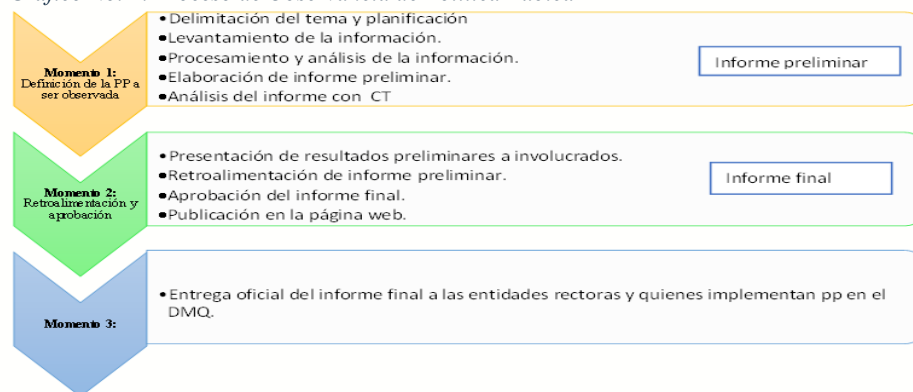 Momento 1:
Definición de la PP a
ser observada
•Delimitación del tema y planificación
•Levantamiento de la información.
•Procesamiento y análisis de la información.
•Elaboración de informe preliminar.
•Análisis del informe con CT
Informe preliminar
Momento 2:
Retroalimentación y
aprobación
•Presentación de resultados preliminares a involucrados.
•Retroalimentación de informe preliminar.
•Aprobación del informe final.
•Publicación en la página web.
Informe final
Momento 3:
•Entrega oficial del informe final a las entidades rectoras y quienes implementan pp en el
DMQ.